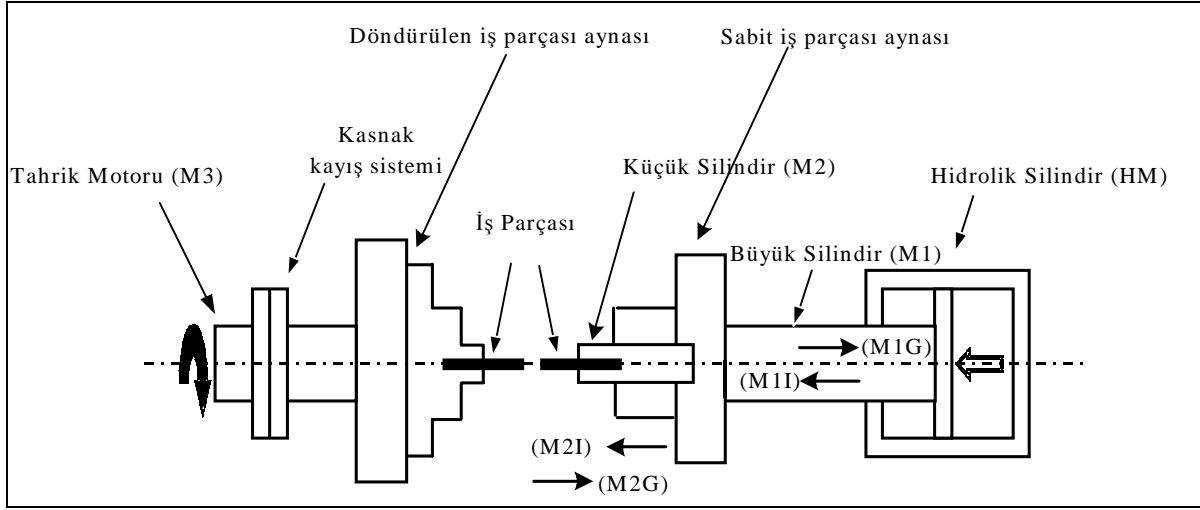 Döndürülen iş parçası aynası
Sabit iş parçası aynası
Kasnak
kayış sistemi
Tahrik Motoru (M3)
Küçük Silindir (M2)
Hidrolik Silindir (HM)
İş Parçası
Büyük Silindir (M1)
(M1G)
(M1I)
(M2I)
(M2G)